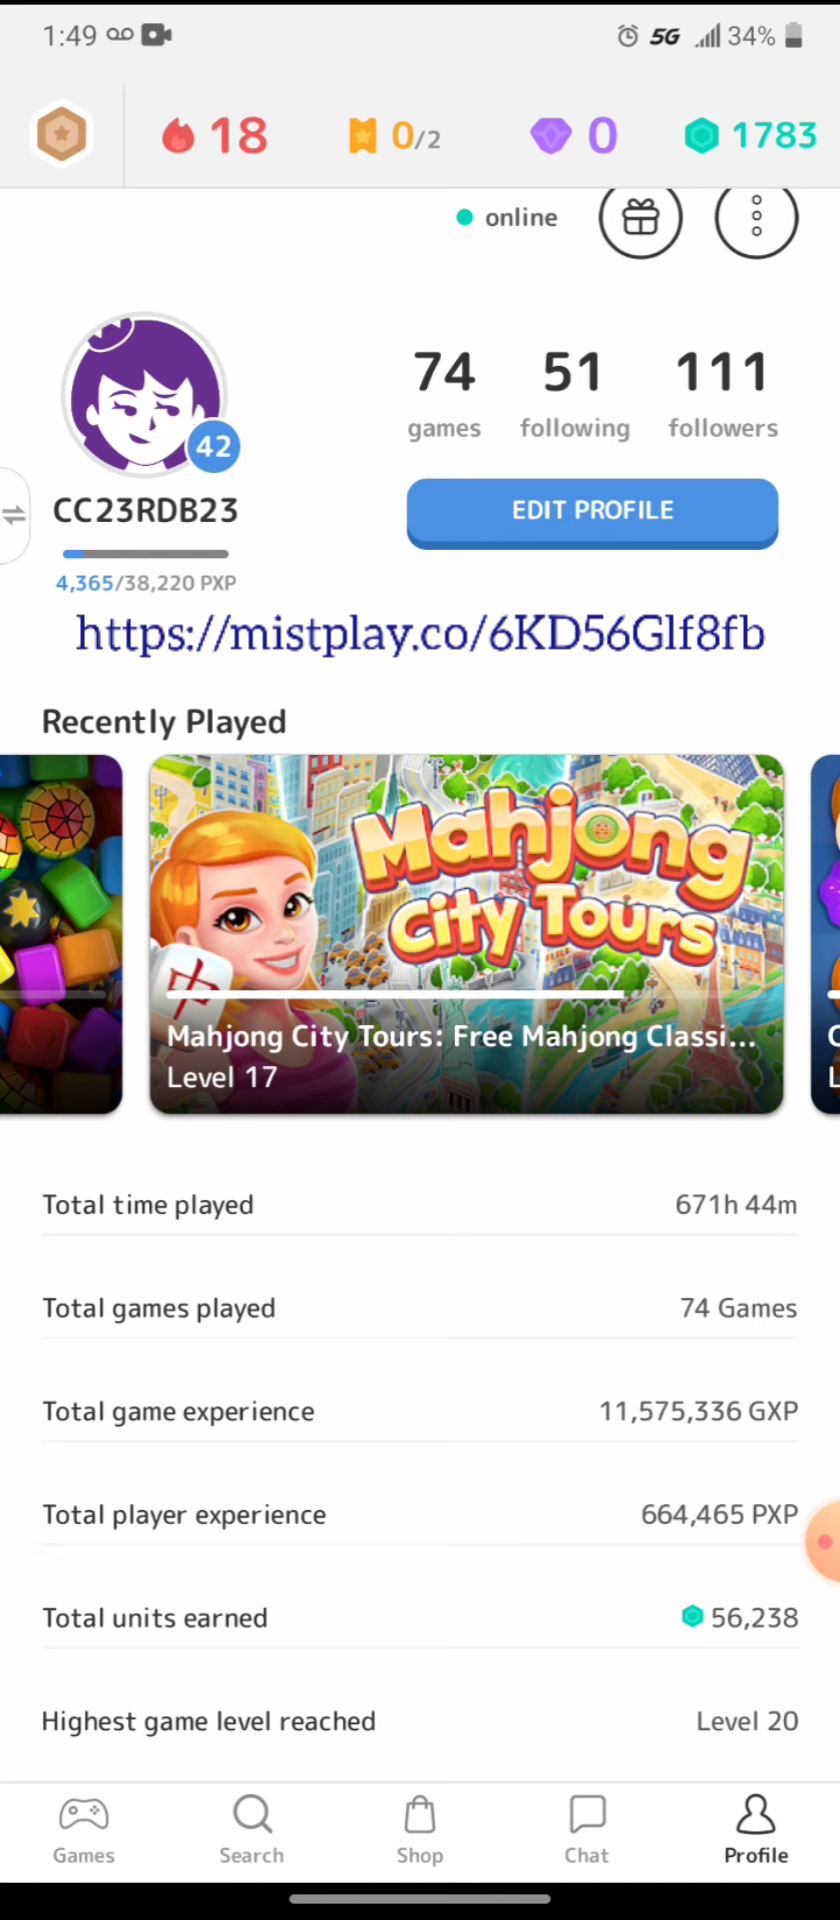 1:49 5G 34%
18 0/2 0 1783
online
74 51 111
games following followers
42
CC23RDB23
EDIT PROFILE
4,365/38,220 PXP
https://mistplay.co/6KD56Glf8fb
Recently Played
Mahjong
City Tours
中
Mahjong City Tours: Free Mahjong Classi...
Level 17
Total time played 671h 44m
Total games played 74 Games
Total game experience 11,575,336 GXP
Total player experience 664,465 PXP
Total units earned 56,238
Highest game level reached Level 20
Games Search Shop Chat Profile